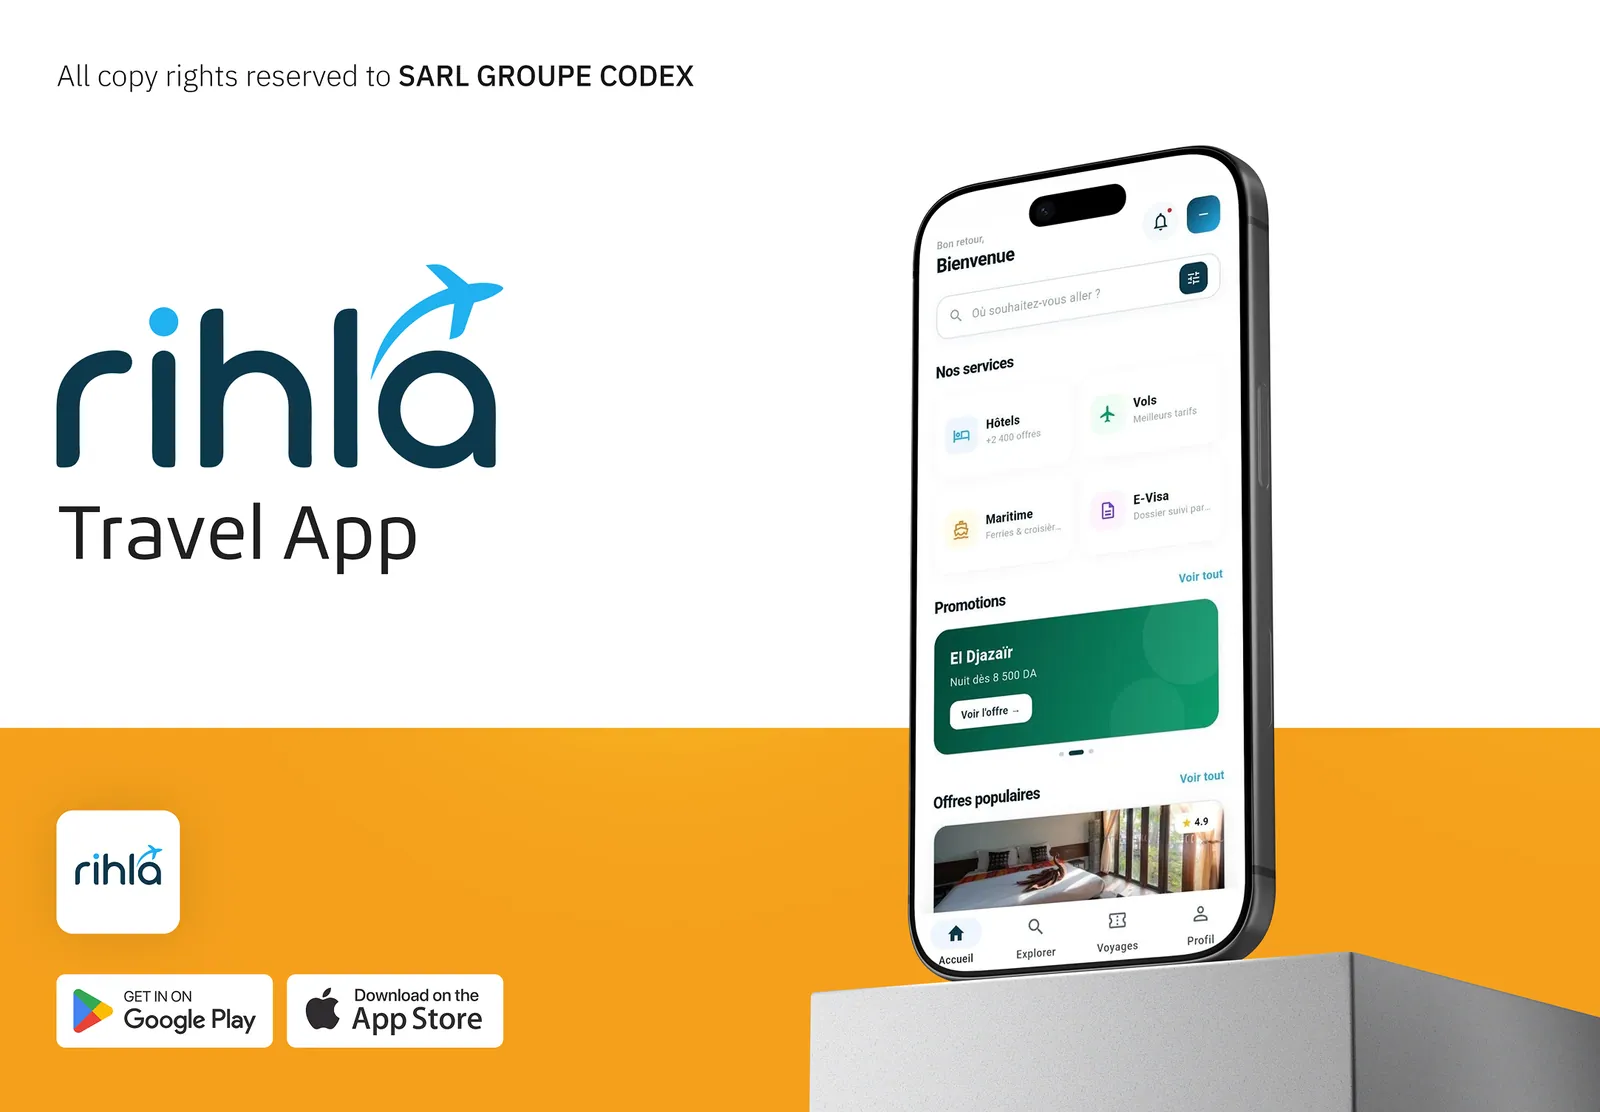 All copy rights reserved to SARL GROUPE CODEX
rihla
Travel App
rihla
GET IN ON
Google Play
Download on the
App Store
Bon retour,
Bienvenue
Où souhaitez-vous aller ?
Nos services
Hôtels
+2 400 offres
Vols
Meilleurs tarifs
Maritime
Ferries & croisièr...
E-Visa
Dossier suivi par...
Voir tout
Promotions
El Djazaïr
Nuit dès 8 500 DA
Voir l'offre →
Voir tout
Offres populaires
4.9
Accueil
Explorer
Voyages
Profil